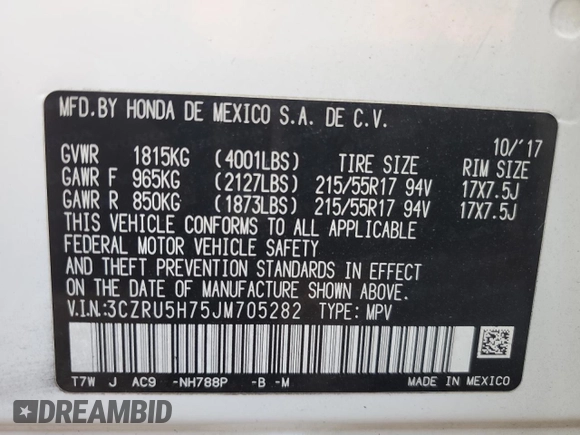 MFD. BY HONDA DE MEXICO S.A. DE C.V.
10/'17
GVWR 1815KG (4001LBS) TIRE SIZE RIM SIZE
GAWR F 965KG (2127LBS) 215/55R17 94V 17X7.5J
GAWR R 850KG (1873LBS) 215/55R17 94V 17X7.5J
THIS VEHICLE CONFORMS TO ALL APPLICABLE
FEDERAL MOTOR VEHICLE SAFETY
AND THEFT PREVENTION STANDARDS IN EFFECT
ON THE DATE OF MANUFACTURE SHOWN ABOVE.
V.I.N:3CZRU5H75JM705282 TYPE: MPV
T7W J AC9 -NH788P -B -M
MADE IN MEXICO
DREAMBID